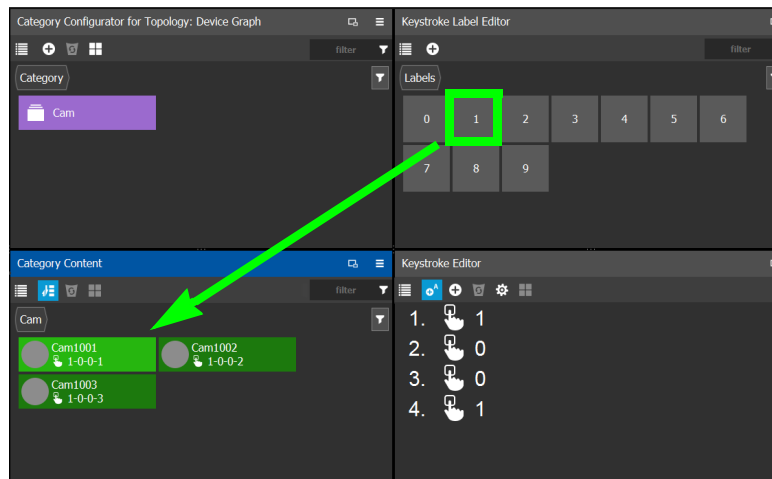 Category Configurator for Topology: Device Graph
filter
Category
Cam
Keystroke Label Editor
filter
Labels
0 1 2 3 4 5 6
7 8 9
Category Content
filter
Cam
Cam1001
1-0-0-1
Cam1002
1-0-0-2
Cam1003
1-0-0-3
Keystroke Editor
1. 1
2. 0
3. 0
4. 1